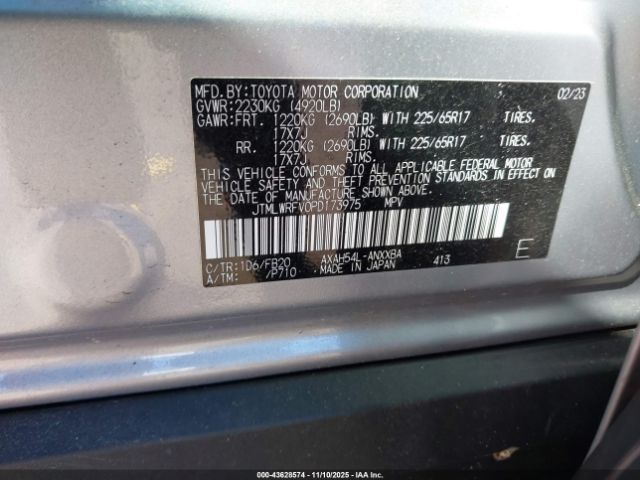 MFD.BY:TOYOTA MOTOR CORPORATION 02/23
GVWR:2230KG (4920LB)
GAWR:FRT. 1220KG (2690LB) WITH 225/65R17 TIRES.
17X7J RIMS.
RR. 1220KG (2690LB) WITH 225/65R17 TIRES.
17X7J RIMS.
THIS VEHICLE CONFORMS TO ALL APPLICABLE FEDERAL MOTOR
VEHICLE SAFETY AND THEFT PREVENTION STANDARDS IN EFFECT ON
THE DATE OF MANUFACTURE SHOWN ABOVE.
JTMLWRFV0PD173975 MPV
C/TR:1D6/FB20 AXAH54L-ANXXBA 413 E
A/TM: /P710 MADE IN JAPAN
000-43628574 - 11/10/2025 - IAAI.COM